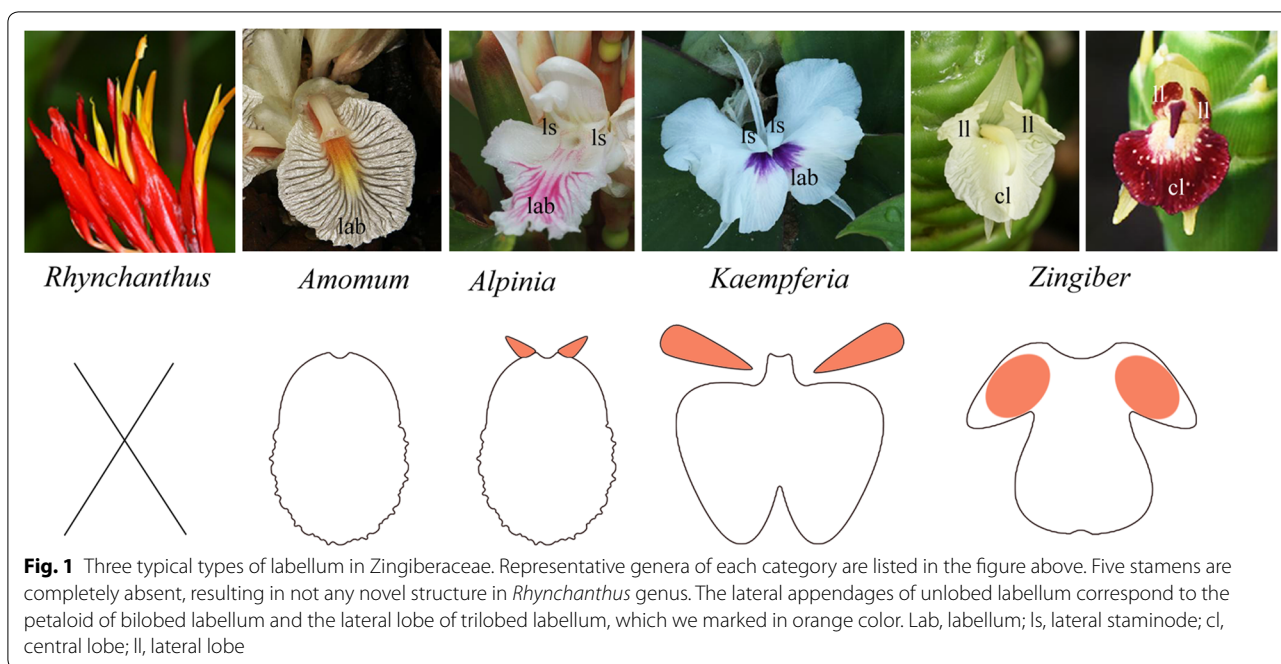 ls
ls
lab
lab
ls
ls
lab
ll
ll
cl
ll
ll
cl
Rhynchanthus
Amomum
Alpinia
Kaempferia
Zingiber
Fig. 1 Three typical types of labellum in Zingiberaceae. Representative genera of each category are listed in the figure above. Five stamens are
completely absent, resulting in not any novel structure in Rhynchanthus genus. The lateral appendages of unlobed labellum correspond to the
petaloid of bilobed labellum and the lateral lobe of trilobed labellum, which we marked in orange color. Lab, labellum; ls, lateral staminode; cl,
central lobe; ll, lateral lobe